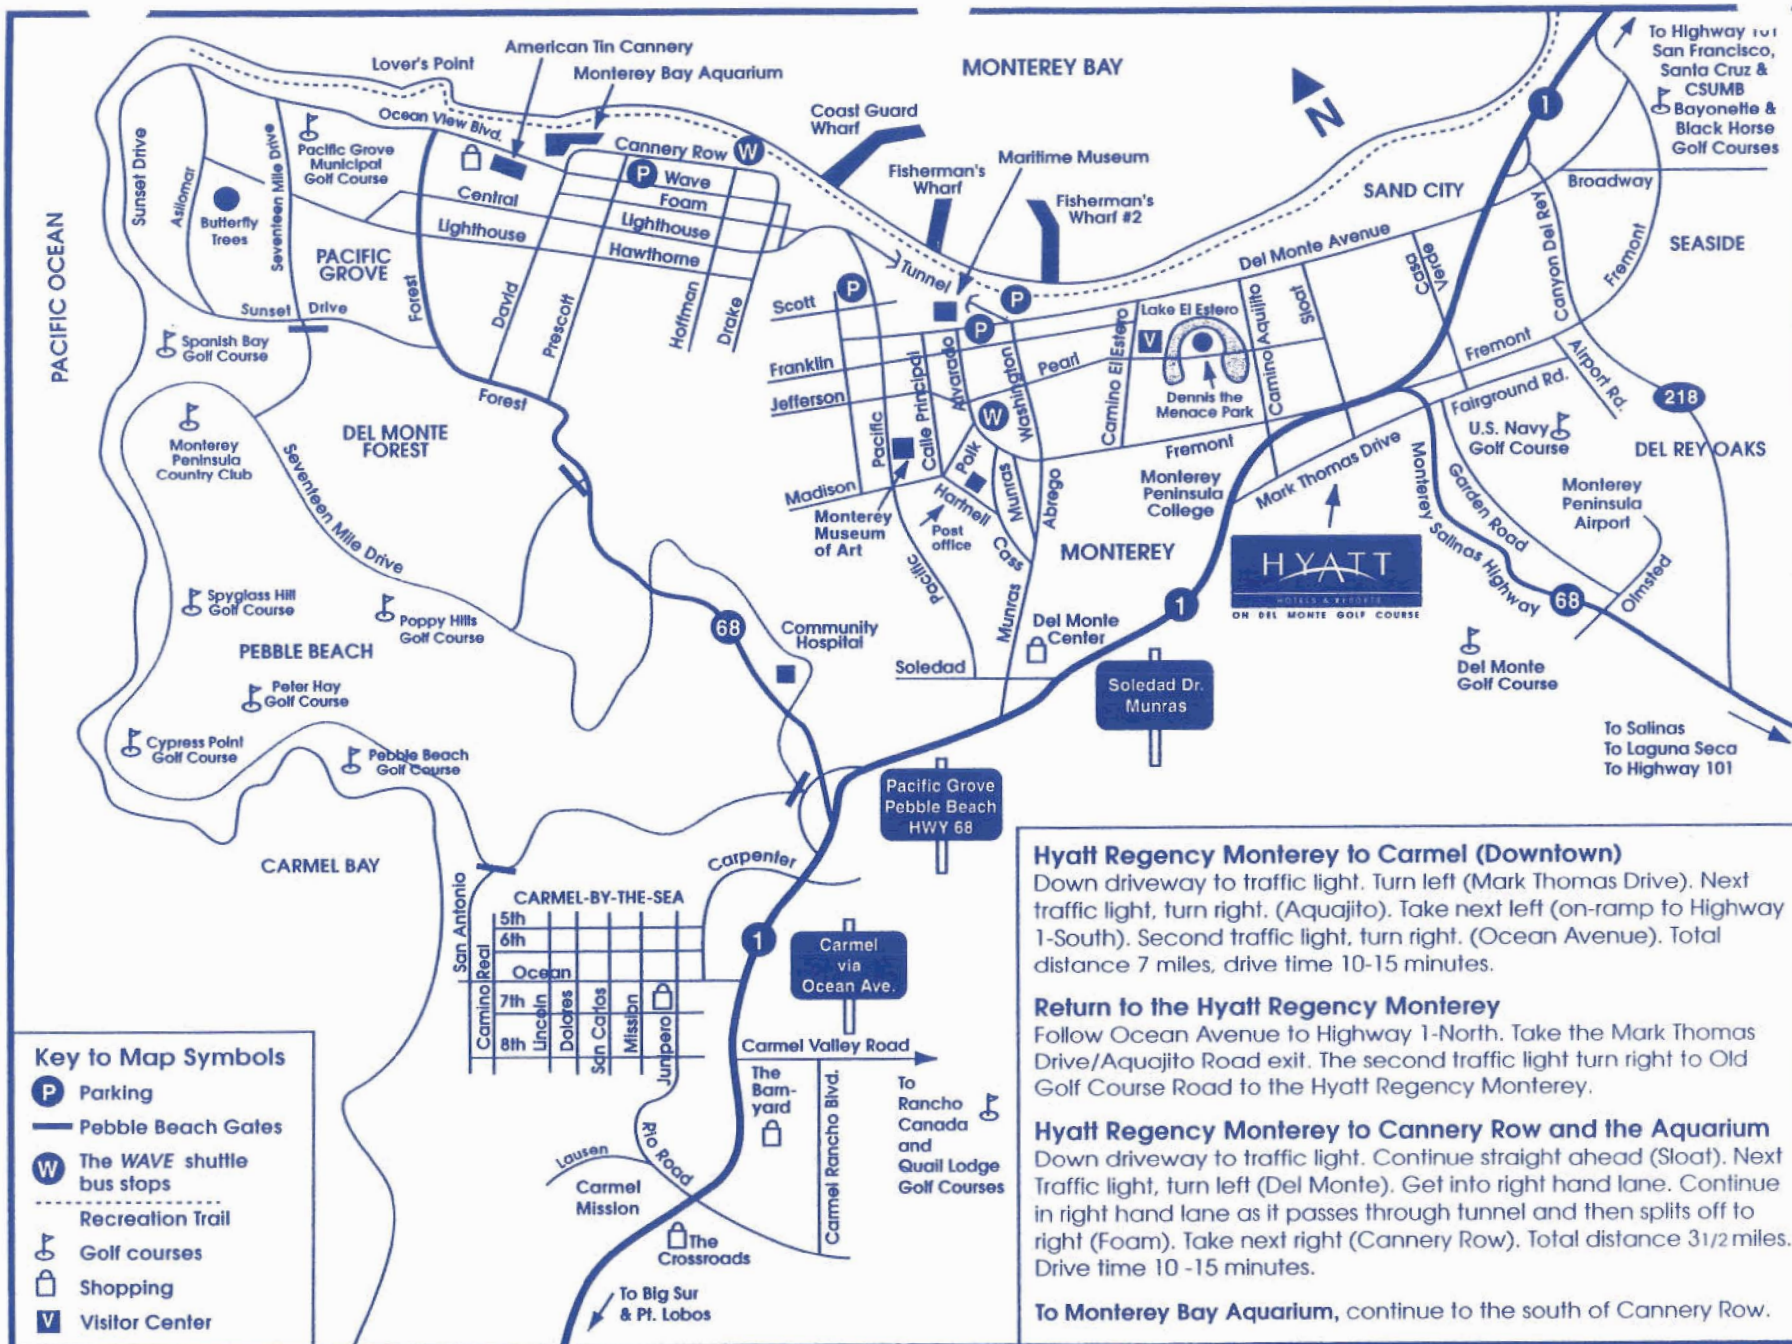 American Tin Cannery
Lover's Point
Monterey Bay Aquarium
MONTEREY BAY
N
1
To Highway 101
San Francisco,
Santa Cruz &
CSUMB
Bayonette &
Black Horse
Golf Courses
Ocean View Blvd.
Coast Guard
Wharf
Cannery Row
W
Sunset Drive
Asilomar
Seventeen Mile Drive
Pacific Grove
Municipal
Golf Course
P
Wave
Foam
Central
Lighthouse
Lighthouse
Hawthorne
Fisherman's
Wharf
Maritime Museum
Fisherman's
Wharf #2
SAND CITY
Broadway
SEASIDE
Butterfly
Trees
PACIFIC
GROVE
PACIFIC OCEAN
Forest
David
Prescott
Hoffman
Drake
Tunnel
Del Monte Avenue
Casa
Verde
Canyon Del Rey
Fremont
Sunset Drive
Spanish Bay
Golf Course
Scott
P
P
P
Franklin
Jefferson
Pacific
Calle Principal
Alvarado
Washington
Pearl
Camino El Estero
Lake El Estero
V
Camino Aquilito
Sloat
Dennis the
Menace Park
Fremont
Airport Rd.
Fairground Rd.
218
Forest
W
Polk
Munras
Abrego
Fremont
Mark Thomas Drive
U.S. Navy
Golf Course
DEL REY OAKS
Monterey
Peninsula
Country Club
DEL MONTE
FOREST
Seventeen Mile Drive
Madison
Hartnell
Monterey
Museum
of Art
Post
office
Cass
Monterey
Peninsula
College
Monterey Salinas Highway
Garden Road
Monterey
Peninsula
Airport
MONTEREY
HYATT
HOTELS & RESORTS
ON DEL MONTE GOLF COURSE
68
Olmsted
Spyglass Hill
Golf Course
Poppy Hills
Golf Course
68
PEBBLE BEACH
Community
Hospital
Pacific
Munras
Del Monte
Center
1
Soledad
Soledad Dr.
Munras
Del Monte
Golf Course
Peter Hay
Golf Course
Cypress Point
Golf Course
Pebble Beach
Golf Course
To Salinas
To Laguna Seca
To Highway 101
Pacific Grove
Pebble Beach
HWY 68
CARMEL BAY
Carpenter
CARMEL-BY-THE-SEA
San Antonio
Camino Real
5th
6th
Ocean
7th
8th
Lincoln
Dolores
San Carlos
Mission
Junipero
1
Carmel
via
Ocean Ave.
Carmel Valley Road
The
Barn-
yard
Carmel Rancho Blvd.
To
Rancho
Canada
and
Quail Lodge
Golf Courses
Rio Road
Lausen
Carmel
Mission
The
Crossroads
To Big Sur
& Pt. Lobos
Key to Map Symbols
P Parking
Pebble Beach Gates
W The WAVE shuttle
bus stops
Recreation Trail
Golf courses
Shopping
V Visitor Center
Hyatt Regency Monterey to Carmel (Downtown)
Down driveway to traffic light. Turn left (Mark Thomas Drive). Next
traffic light, turn right. (Aquajito). Take next left (on-ramp to Highway
1-South). Second traffic light, turn right. (Ocean Avenue). Total
distance 7 miles, drive time 10-15 minutes.
Return to the Hyatt Regency Monterey
Follow Ocean Avenue to Highway 1-North. Take the Mark Thomas
Drive/Aquajito Road exit. The second traffic light turn right to Old
Golf Course Road to the Hyatt Regency Monterey.
Hyatt Regency Monterey to Cannery Row and the Aquarium
Down driveway to traffic light. Continue straight ahead (Sloat). Next
Traffic light, turn left (Del Monte). Get into right hand lane. Continue
in right hand lane as it passes through tunnel and then splits off to
right (Foam). Take next right (Cannery Row). Total distance 3 1/2 miles.
Drive time 10 -15 minutes.
To Monterey Bay Aquarium, continue to the south of Cannery Row.